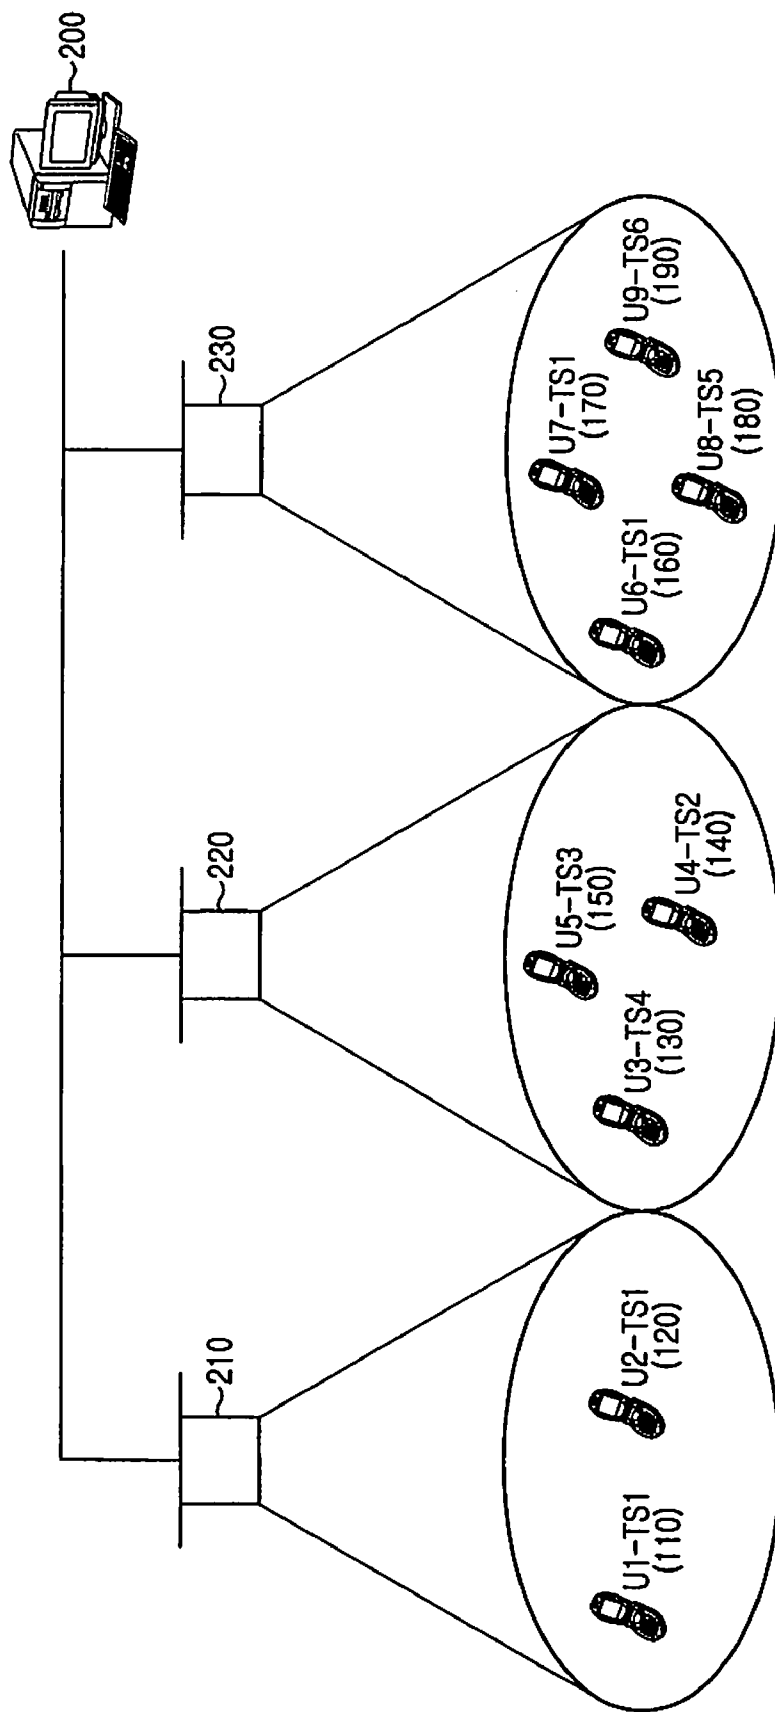 200
210
220
230
U1-TS1
(110)
U2-TS1
(120)
U3-TS4
(130)
U5-TS3
(150)
U4-TS2
(140)
U6-TS1
(160)
U7-TS1
(170)
U8-TS5
(180)
U9-TS6
(190)